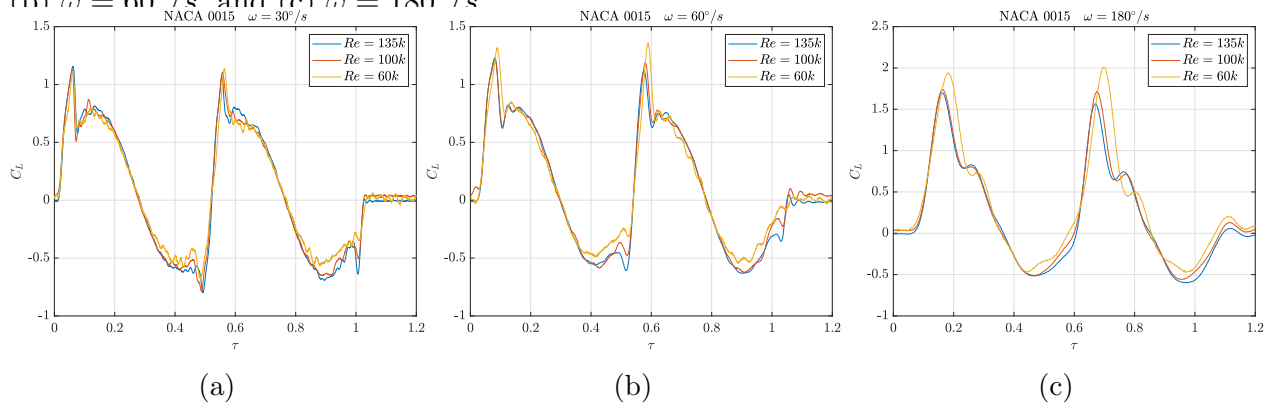 (b) ω = 60°/s, and (c) ω = 180°/s
NACA 0015 ω = 30°/s
1.5
1
0.5
0
-0.5
-1
C_L
0 0.2 0.4 0.6 0.8 1 1.2
τ
Re = 135k
Re = 100k
Re = 60k
(a)
NACA 0015 ω = 60°/s
1.5
1
0.5
0
-0.5
-1
C_L
0 0.2 0.4 0.6 0.8 1 1.2
τ
Re = 135k
Re = 100k
Re = 60k
(b)
NACA 0015 ω = 180°/s
2.5
2
1.5
1
0.5
0
-0.5
-1
C_L
0 0.2 0.4 0.6 0.8 1 1.2
τ
Re = 135k
Re = 100k
Re = 60k
(c)